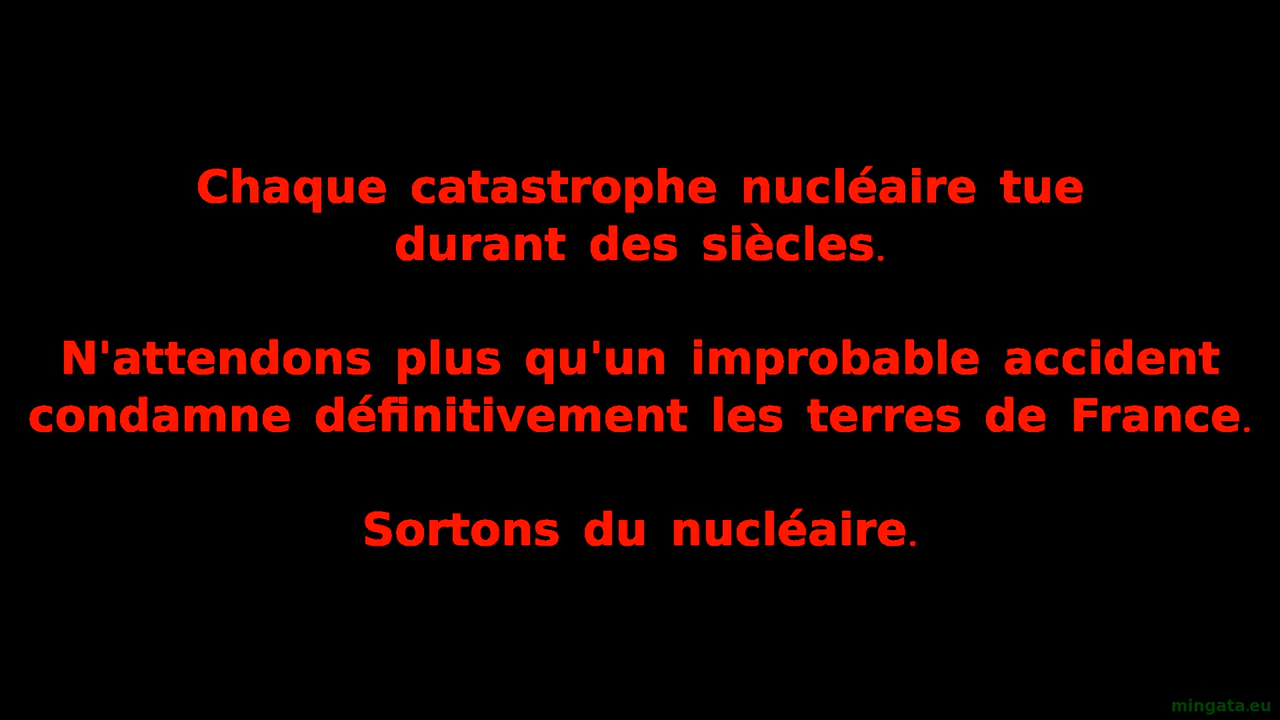 Chaque catastrophe nucléaire tue
durant des siècles.
N'attendons plus qu'un improbable accident
condamne définitivement les terres de France.
Sortons du nucléaire.
mingata.eu